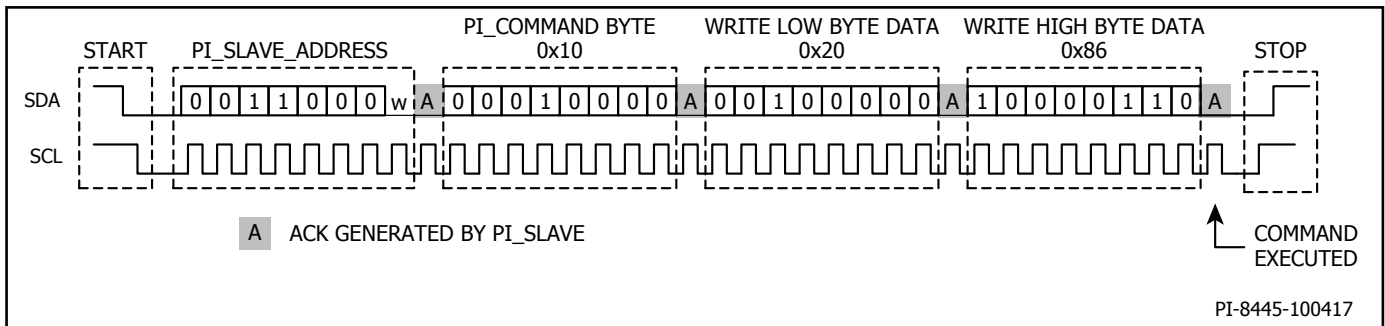 PI_COMMAND BYTE WRITE LOW BYTE DATA WRITE HIGH BYTE DATA
START PI_SLAVE_ADDRESS 0x10 0x20 0x86 STOP
SDA 0 0 1 1 0 0 0 w A 0 0 0 1 0 0 0 0 A 0 0 1 0 0 0 0 0 A 1 0 0 0 0 1 1 0 A
SCL
A ACK GENERATED BY PI_SLAVE
COMMAND
EXECUTED
PI-8445-100417